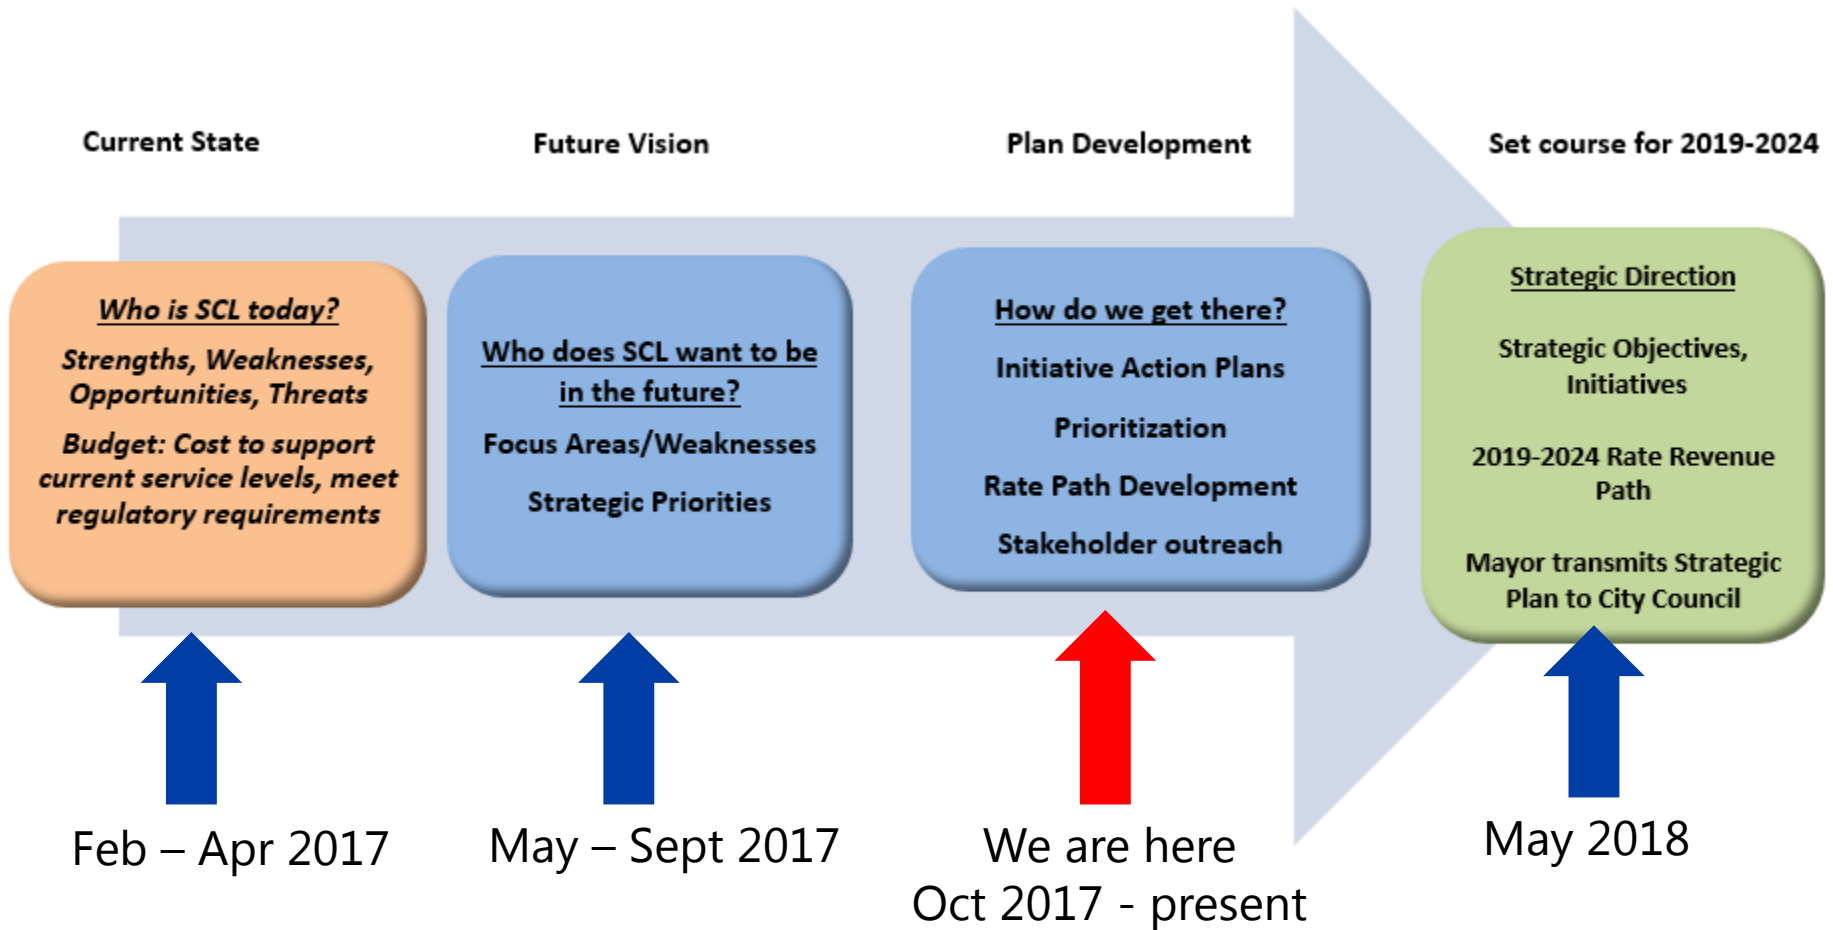 Current State
Future Vision
Plan Development
Set course for 2019-2024
Who is SCL today?
Strengths, Weaknesses,
Opportunities, Threats
Budget: Cost to support
current service levels, meet
regulatory requirements
Who does SCL want to be
in the future?
Focus Areas/Weaknesses
Strategic Priorities
How do we get there?
Initiative Action Plans
Prioritization
Rate Path Development
Stakeholder outreach
Strategic Direction
Strategic Objectives,
Initiatives
2019-2024 Rate Revenue
Path
Mayor transmits Strategic
Plan to City Council
Feb – Apr 2017
May – Sept 2017
We are here
Oct 2017 - present
May 2018